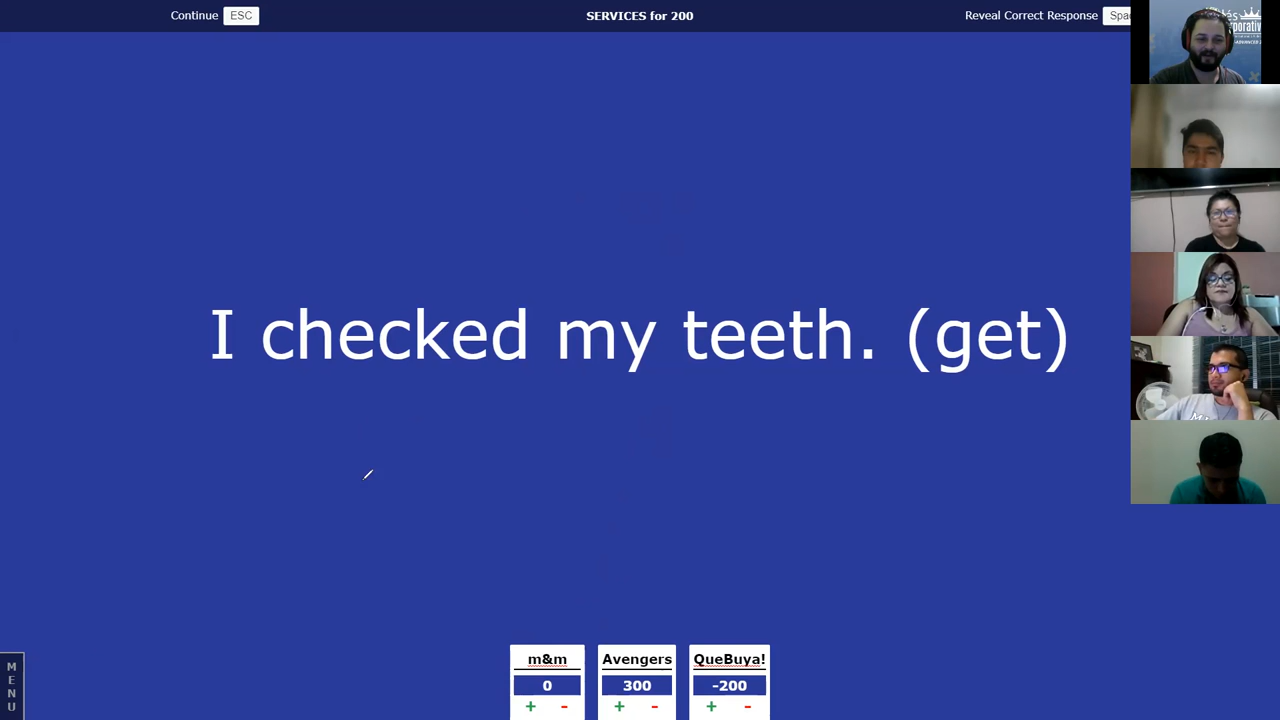 Continue ESC SERVICES for 200 Reveal Correct Response
I checked my teeth. (get)
MENU
m&m Avengers QueBuya!
0 300 -200
+ - + - + -